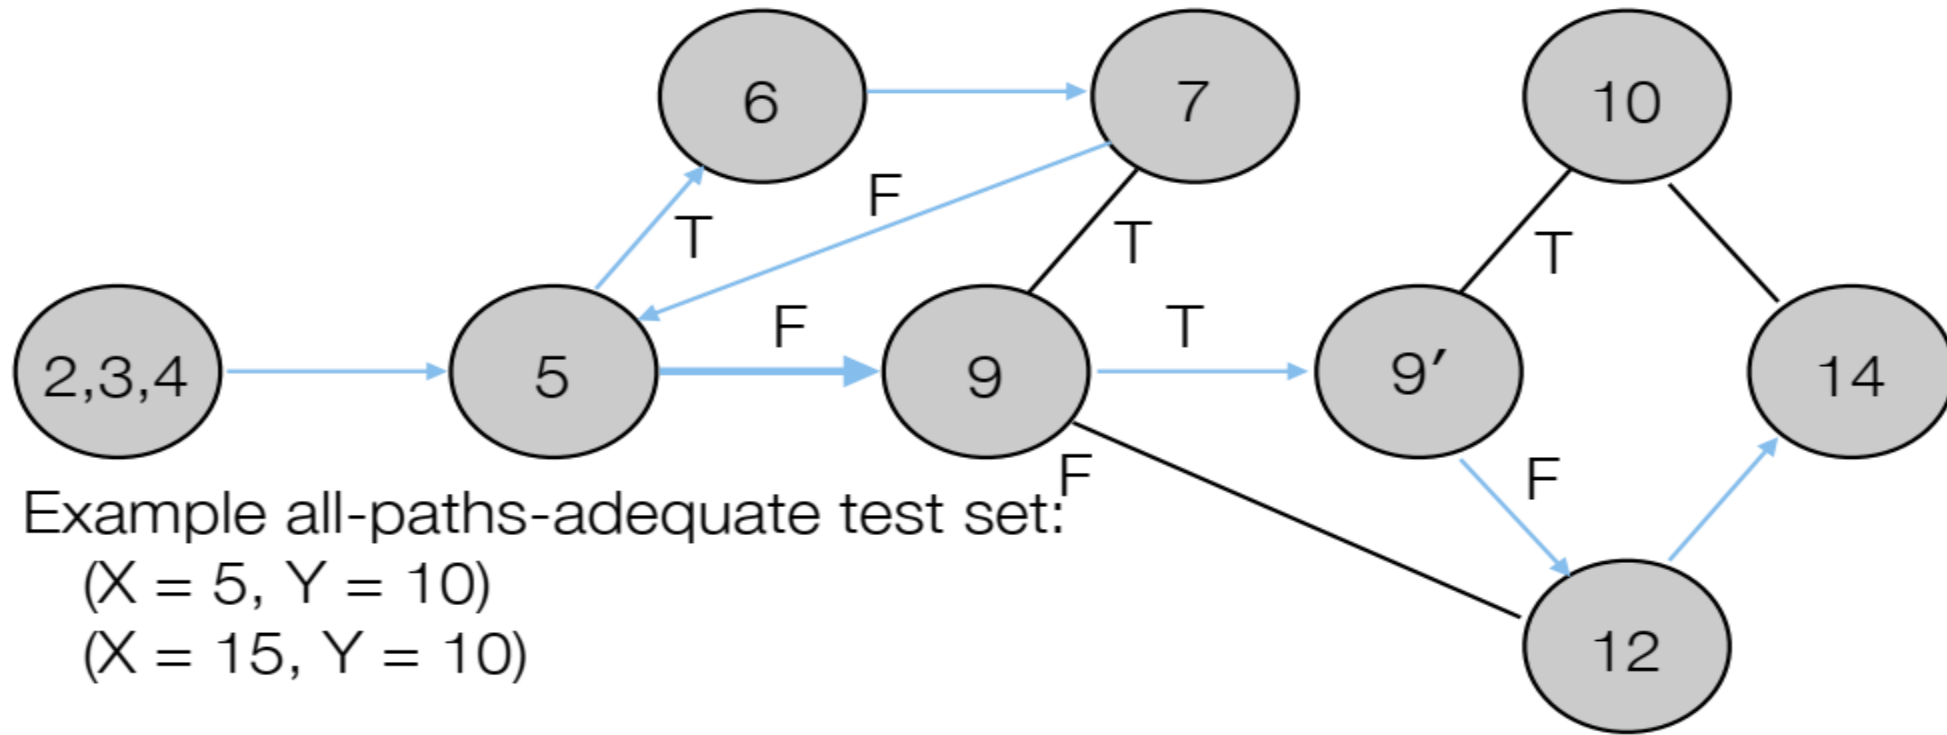 6
7
10
F
T
T
T
F
T
2,3,4
5
9
9′
14
F
F
Example all-paths-adequate test set:
(X = 5, Y = 10)
(X = 15, Y = 10)
12